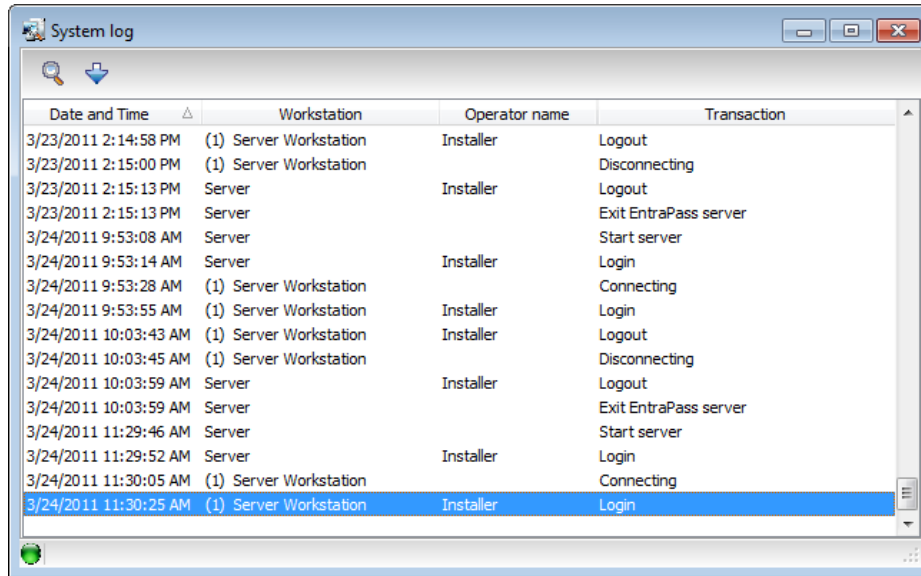 System log
Date and Time Workstation Operator name Transaction
3/23/2011 2:14:58 PM (1) Server Workstation Installer Logout
3/23/2011 2:15:00 PM (1) Server Workstation Disconnecting
3/23/2011 2:15:13 PM Server Installer Logout
3/23/2011 2:15:13 PM Server Exit EntraPass server
3/24/2011 9:53:08 AM Server Start server
3/24/2011 9:53:14 AM Server Installer Login
3/24/2011 9:53:28 AM (1) Server Workstation Connecting
3/24/2011 9:53:55 AM (1) Server Workstation Installer Login
3/24/2011 10:03:43 AM (1) Server Workstation Installer Logout
3/24/2011 10:03:45 AM (1) Server Workstation Disconnecting
3/24/2011 10:03:59 AM Server Installer Logout
3/24/2011 10:03:59 AM Server Exit EntraPass server
3/24/2011 11:29:46 AM Server Start server
3/24/2011 11:29:52 AM Server Installer Login
3/24/2011 11:30:05 AM (1) Server Workstation Connecting
3/24/2011 11:30:25 AM (1) Server Workstation Installer Login